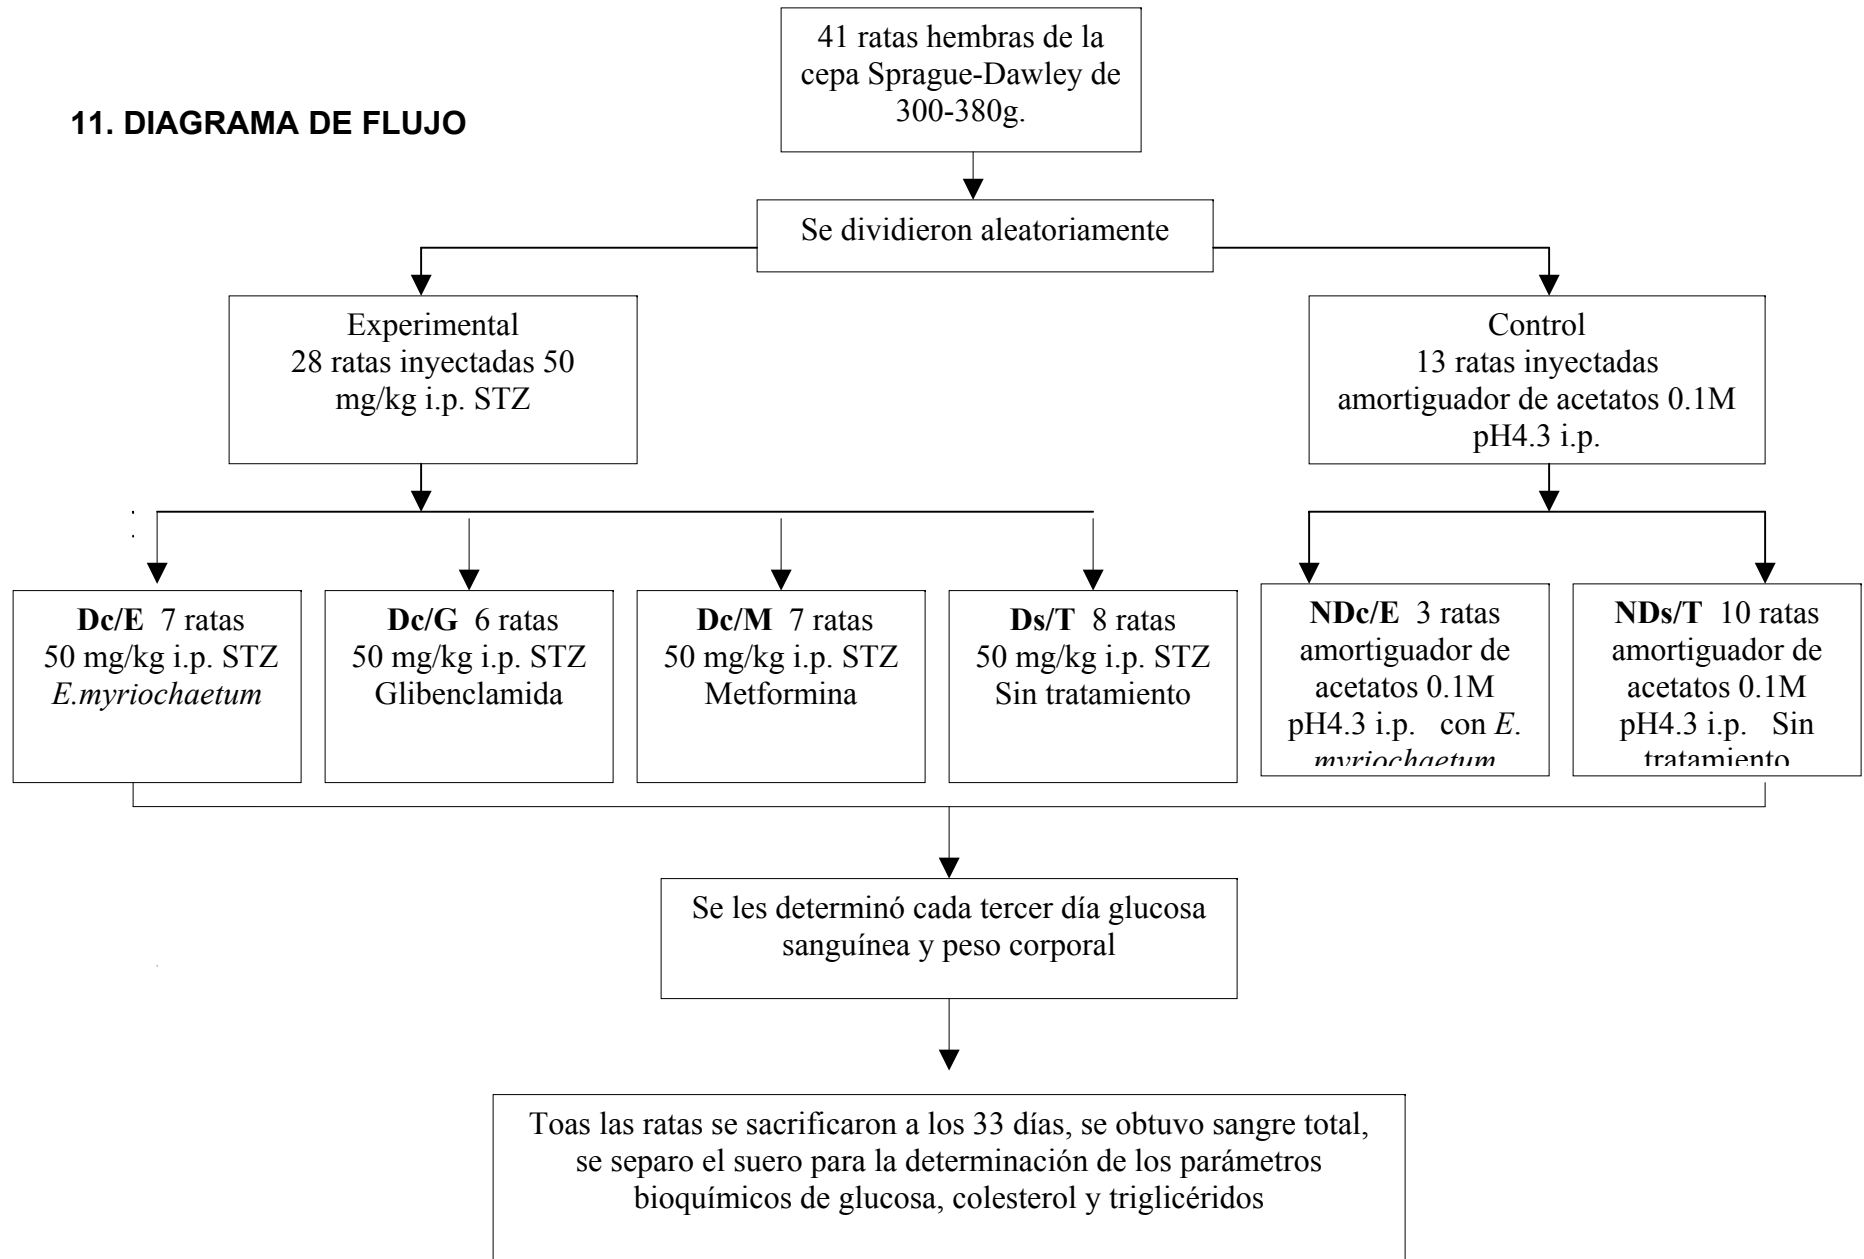 11. DIAGRAMA DE FLUJO
41 ratas hembras de la
cepa Sprague-Dawley de
300-380g.
Se dividieron aleatoriamente
Experimental
28 ratas inyectadas 50
mg/kg i.p. STZ
Control
13 ratas inyectadas
amortiguador de acetatos 0.1M
pH4.3 i.p.
Dc/E 7 ratas
50 mg/kg i.p. STZ
E.myriochaetum
Dc/G 6 ratas
50 mg/kg i.p. STZ
Glibenclamida
Dc/M 7 ratas
50 mg/kg i.p. STZ
Metformina
Ds/T 8 ratas
50 mg/kg i.p. STZ
Sin tratamiento
NDc/E 3 ratas
amortiguador de
acetatos 0.1M
pH4.3 i.p. con E.
myriochaetum
NDs/T 10 ratas
amortiguador de
acetatos 0.1M
pH4.3 i.p. Sin
tratamiento
Se les determinó cada tercer día glucosa
sanguínea y peso corporal
Toas las ratas se sacrificaron a los 33 días, se obtuvo sangre total,
se separo el suero para la determinación de los parámetros
bioquímicos de glucosa, colesterol y triglicéridos